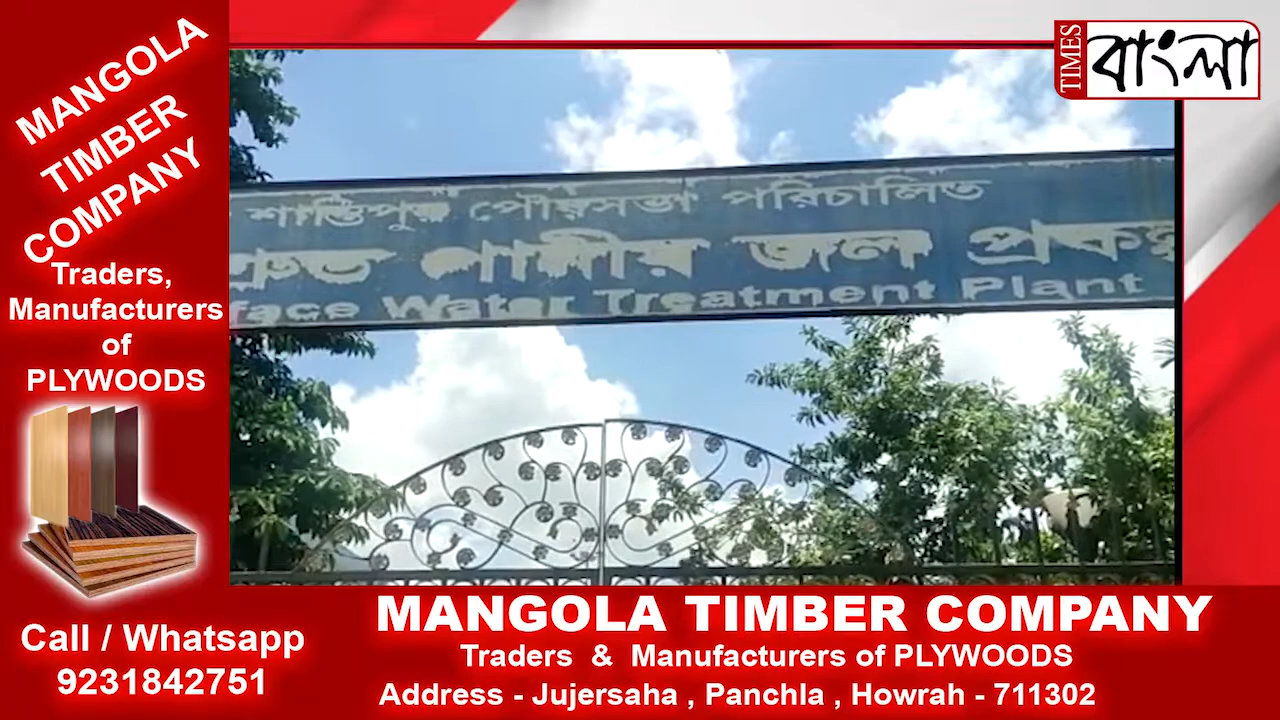 MANGOLA
TIMBER
COMPANY
Traders,
Manufacturers
of
PLYWOODS
Call / Whatsapp
9231842751
TIMES
বাংলা
শান্তিপুর পৌরসভা পরিচালিত
পানীয় জল প্রকল্প
face Water Treatment Plant
MANGOLA TIMBER COMPANY
Traders & Manufacturers of PLYWOODS
Address - Jujersaha , Panchla , Howrah - 711302